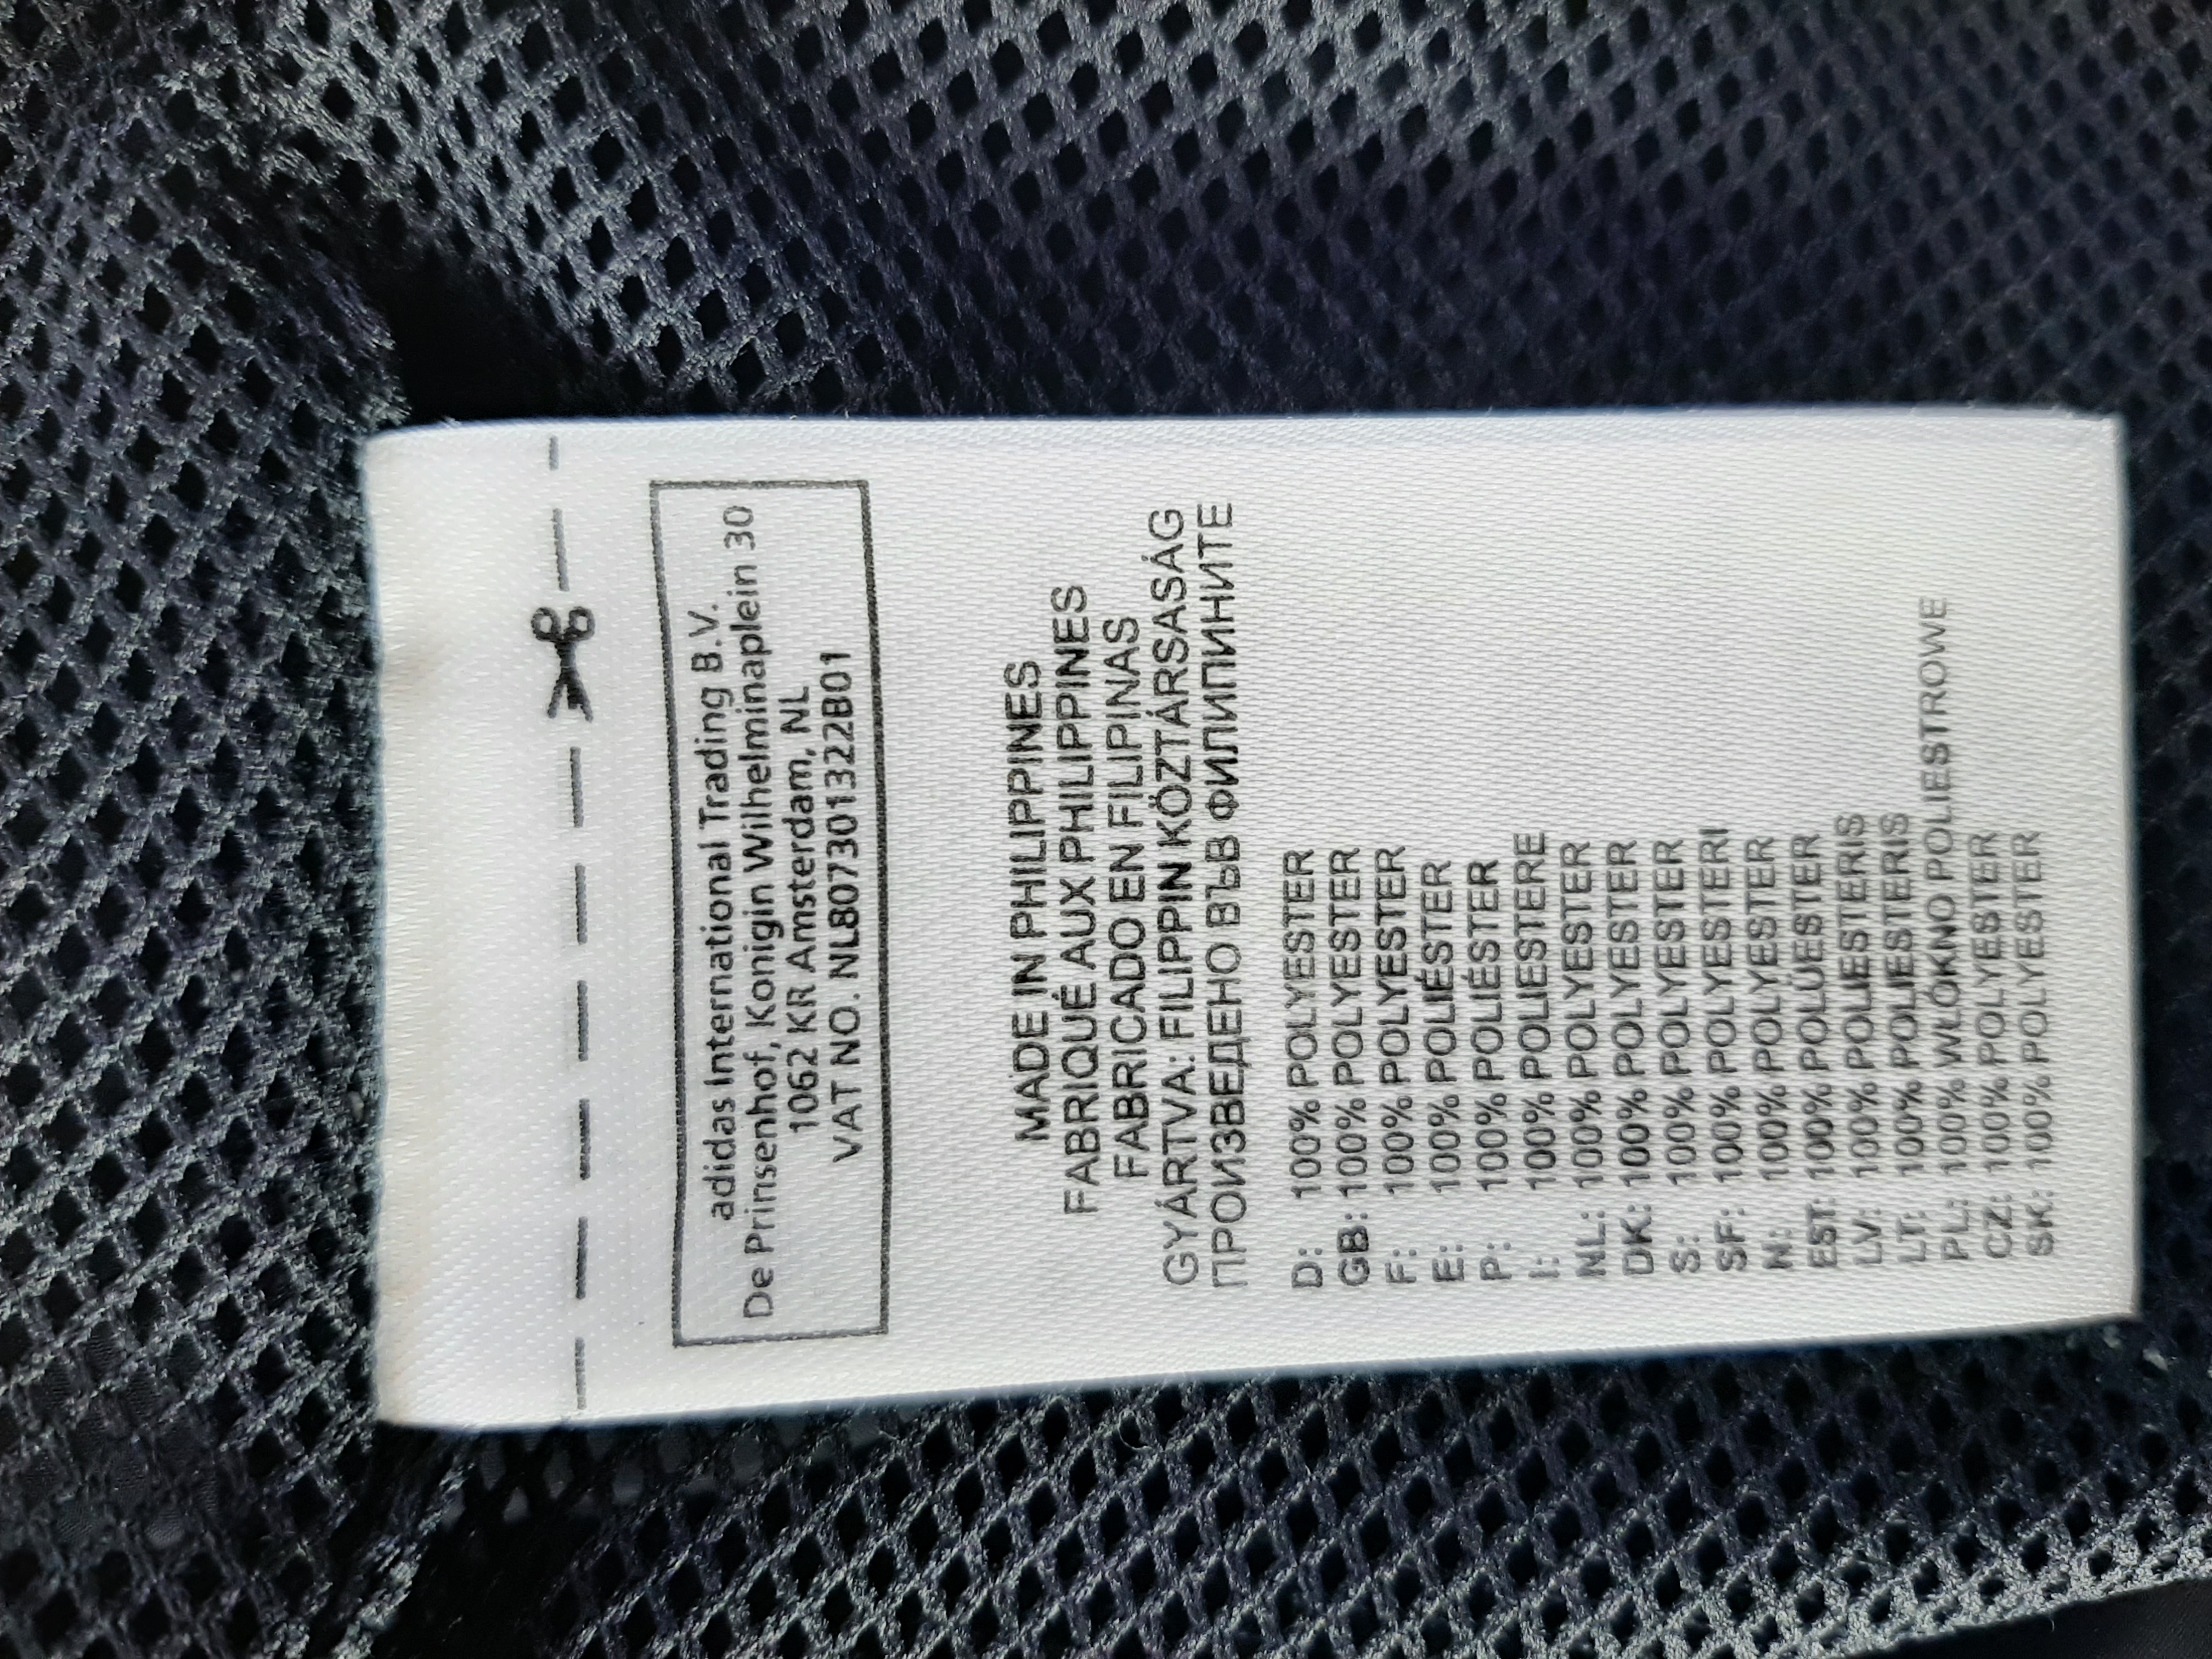 adidas International Trading B.V.
De Prinsenhof, Konigin Wilhelminaplein 30
1062 KR Amsterdam, NL
VAT NO. NL807301322B01
MADE IN PHILIPPINES
FABRIQUÉ AUX PHILIPPINES
FABRICADO EN FILIPINAS
GYÁRTVA: FILIPPIN KÖZTÁRSASÁG
ПРОИЗВЕДЕНО ВЪВ ФИЛИПИНИТЕ
D: 100% POLYESTER
GB: 100% POLYESTER
F: 100% POLYESTER
E: 100% POLIÉSTER
P: 100% POLIÉSTER
I: 100% POLIESTERE
NL: 100% POLYESTER
DK: 100% POLYESTER
S: 100% POLYESTER
SF: 100% POLYESTERI
N: 100% POLYESTER
EST: 100% POLÜESTER
LV: 100% POLIESTERIS
LT: 100% POLIESTERIS
PL: 100% WŁÓKNO POLIESTROWE
CZ: 100% POLYESTER
SK: 100% POLYESTER